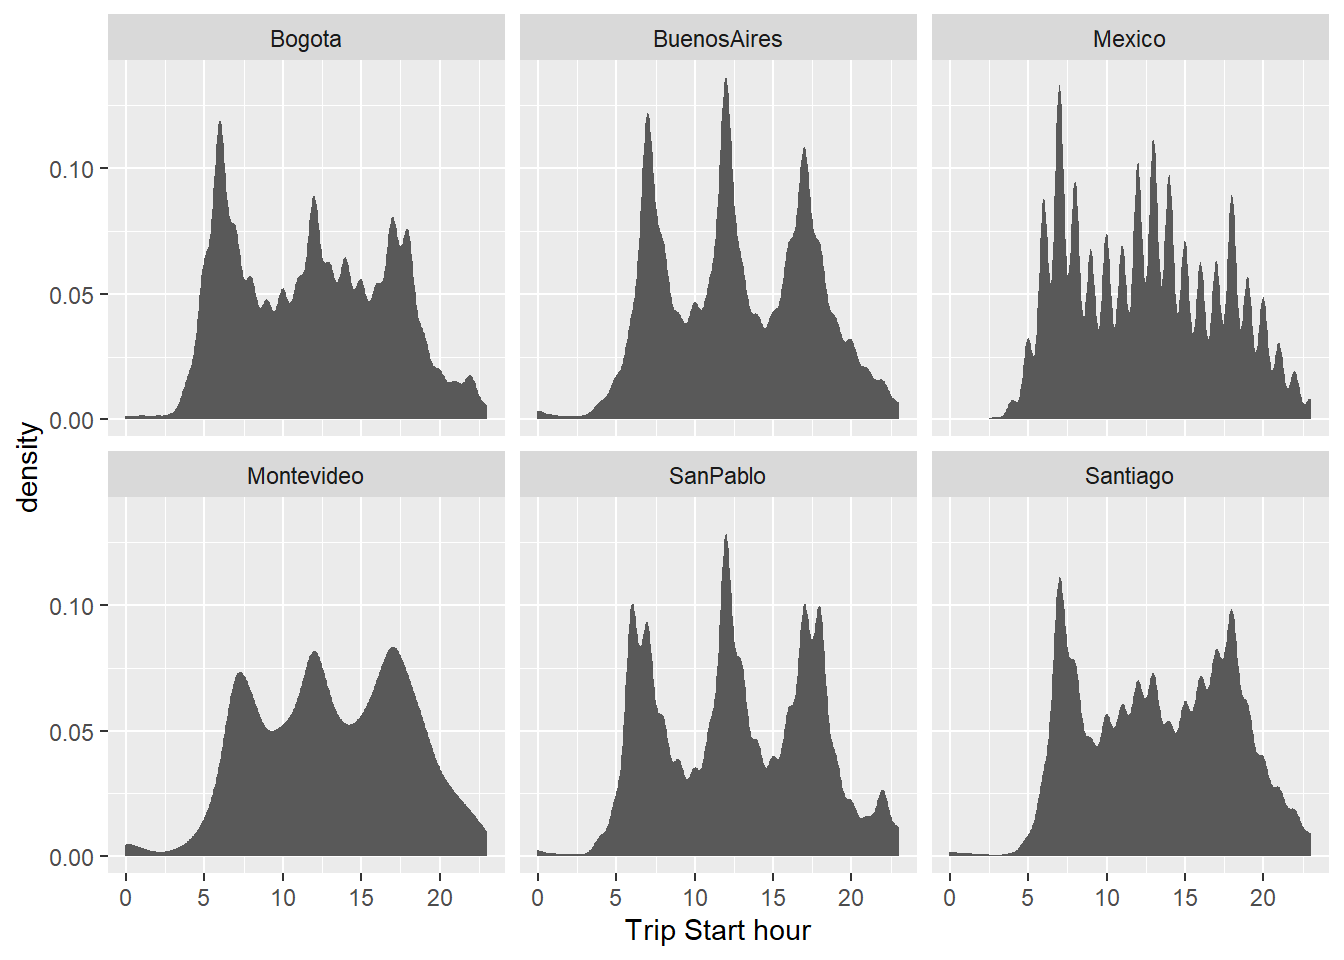 Bogota BuenosAires Mexico
0.10
0.05
0.00
Montevideo SanPablo Santiago
0.10
0.05
0.00
0 5 10 15 20 0 5 10 15 20 0 5 10 15 20
Trip Start hour
density